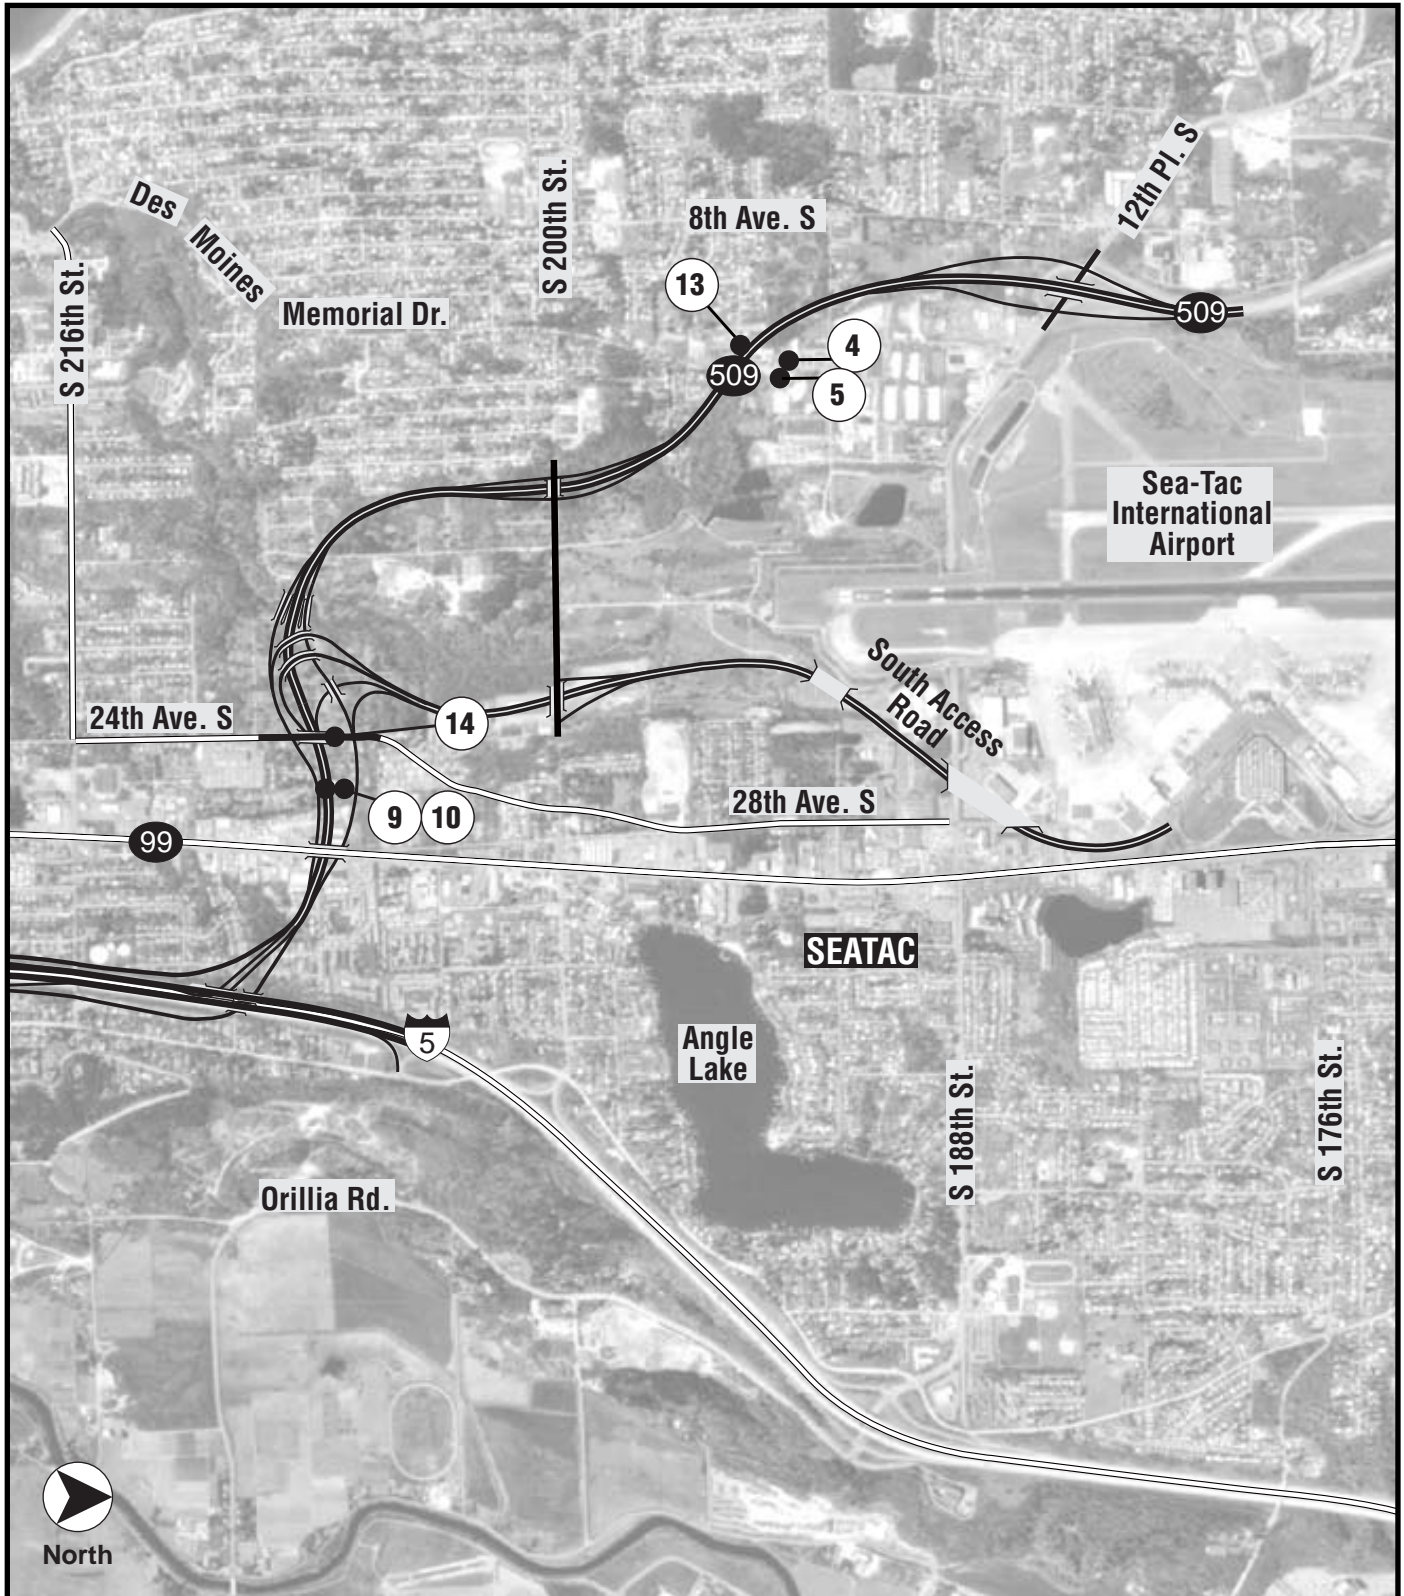 12th Pl. S
S 200th St.
Des
Moines
Memorial Dr.
8th Ave. S
S 216th St.
13
509
4
509
5
Sea-Tac
International
Airport
South Access
Road
24th Ave. S
14
28th Ave. S
9
10
99
SEATAC
5
Angle
Lake
S 188th St.
S 176th St.
Orillia Rd.
North